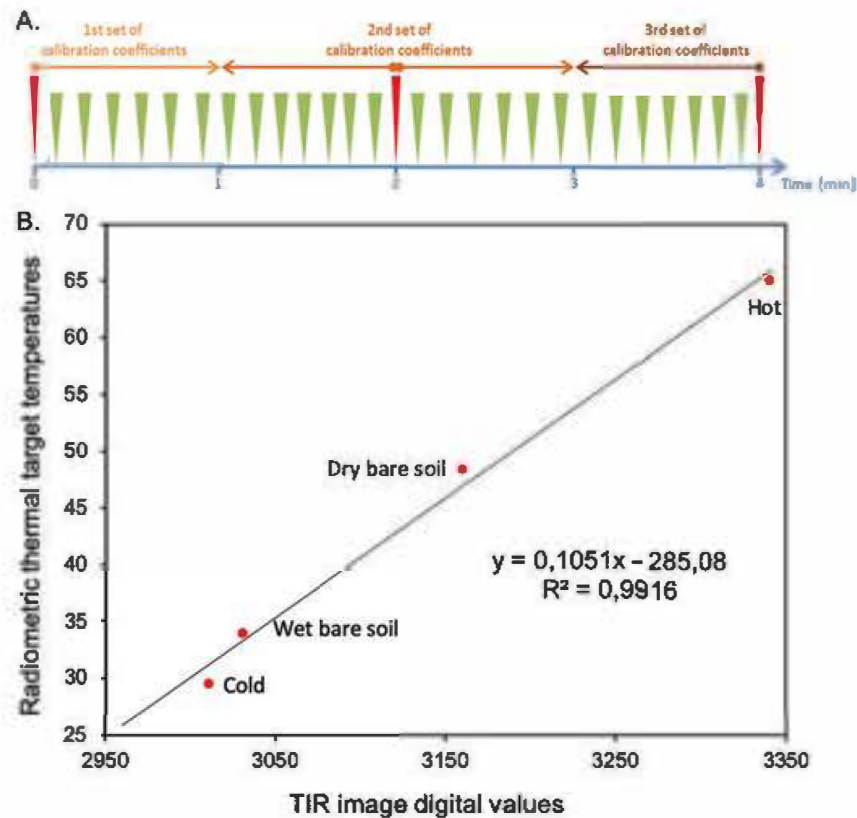 A.
1st set of
calibration coefficients
2nd set of
calibration coefficients
3rd set of
calibration coefficients
0 1 2 3 4 Time (min)
B.
Radiometric thermal target temperatures
70
65
60
55
50
45
40
35
30
25
Hot
Dry bare soil
y = 0,1051x – 285,08
R² = 0,9916
Wet bare soil
Cold
2950 3050 3150 3250 3350
TIR image digital values